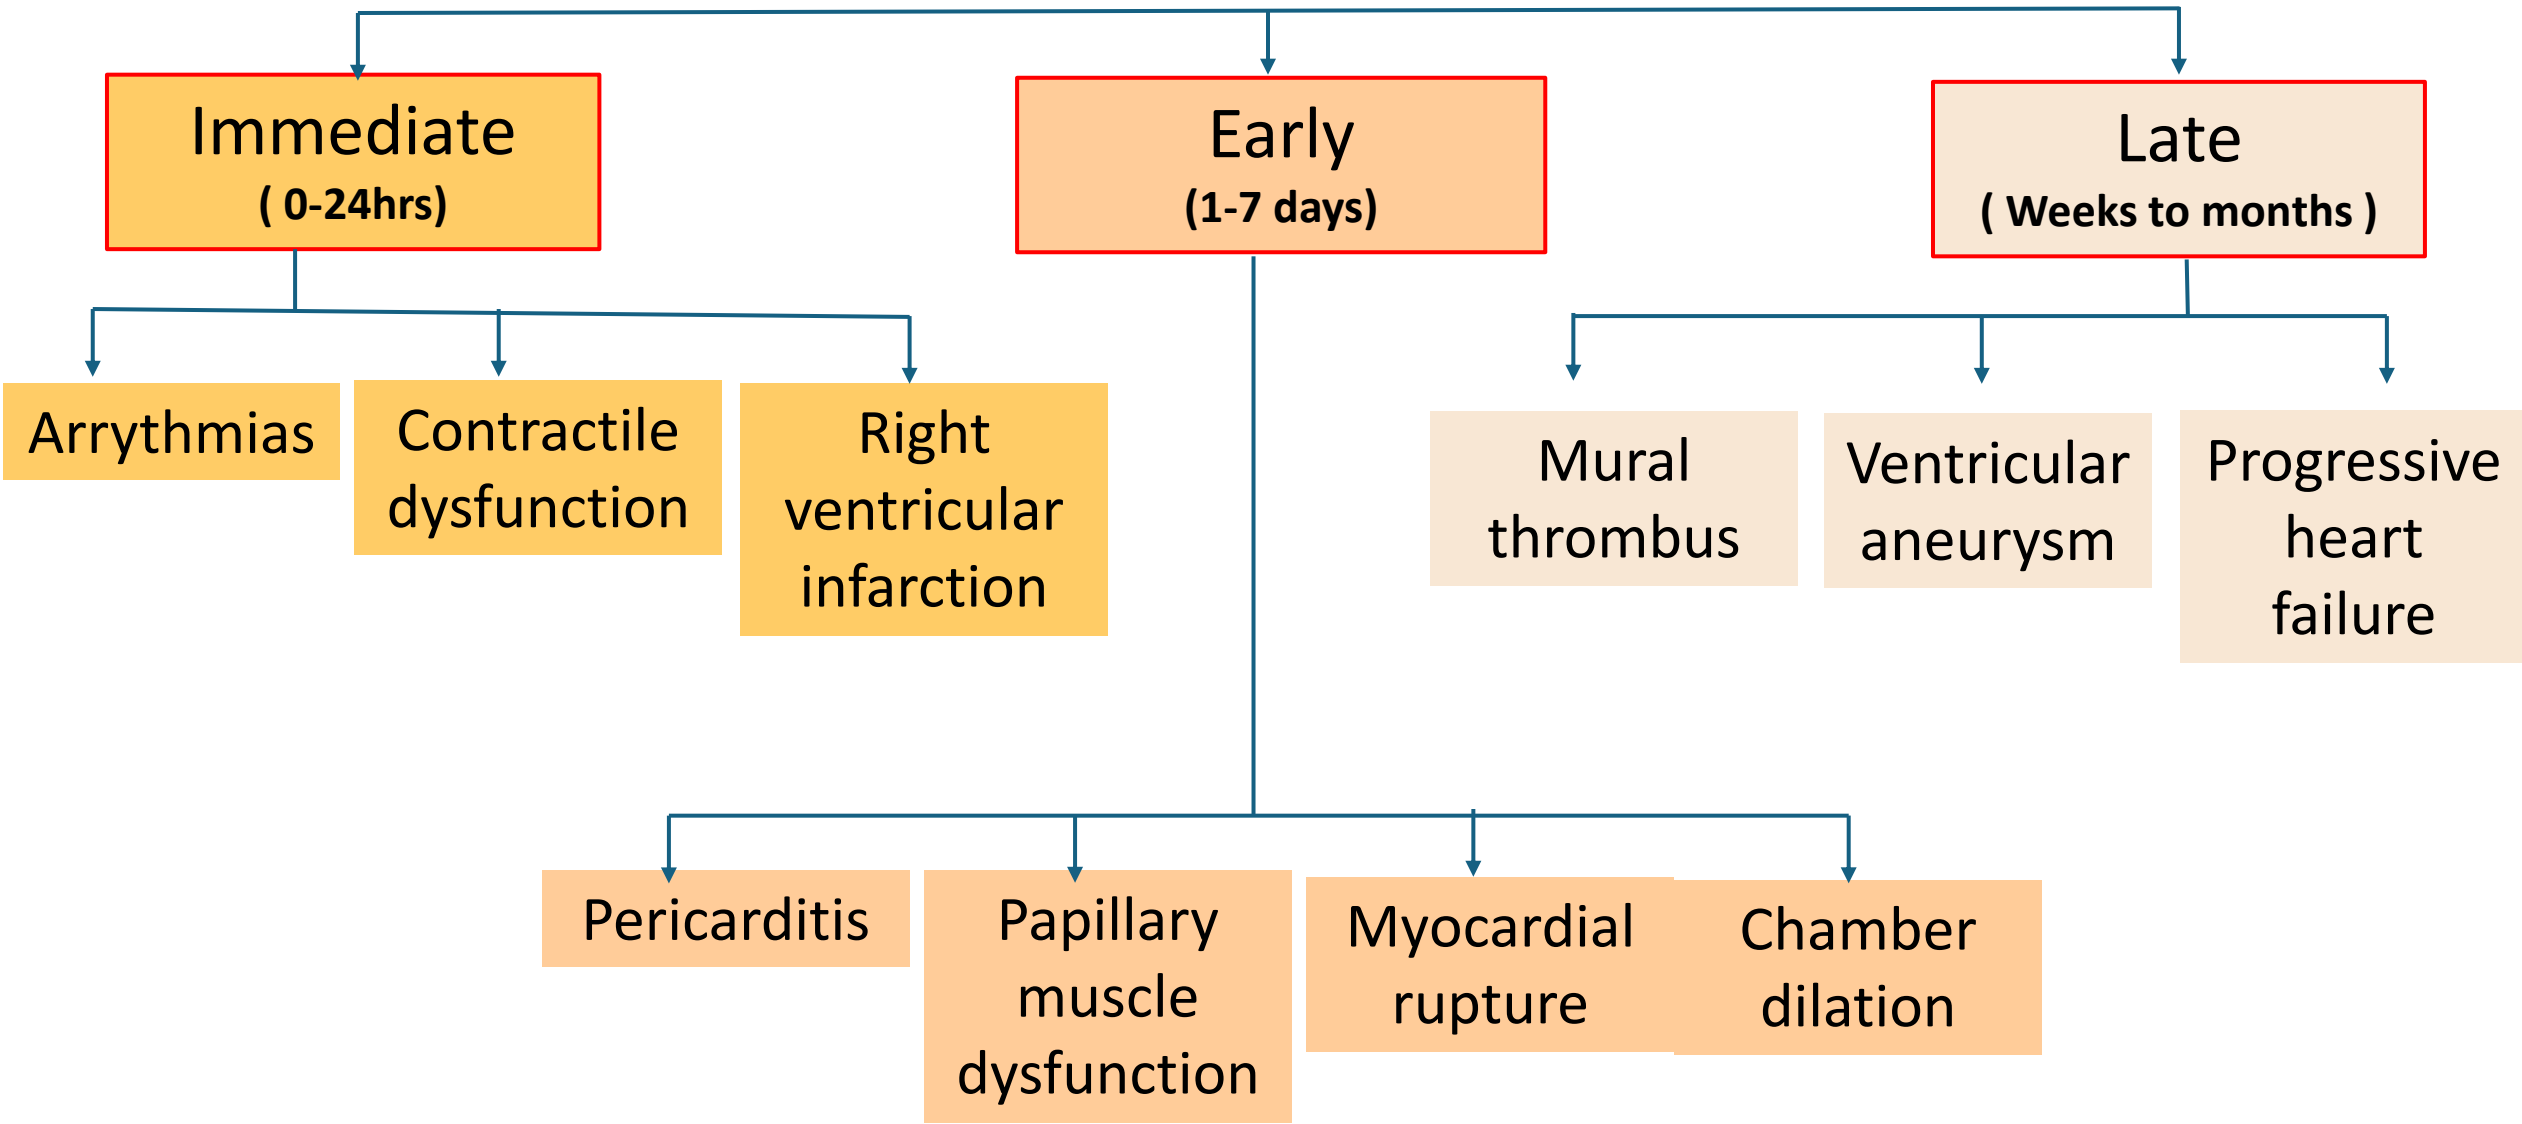 Immediate
( 0-24hrs)
Early
(1-7 days)
Late
( Weeks to months )
Arrythmias
Contractile
dysfunction
Right
ventricular
infarction
Mural
thrombus
Ventricular
aneurysm
Progressive
heart
failure
Pericarditis
Papillary
muscle
dysfunction
Myocardial
rupture
Chamber
dilation